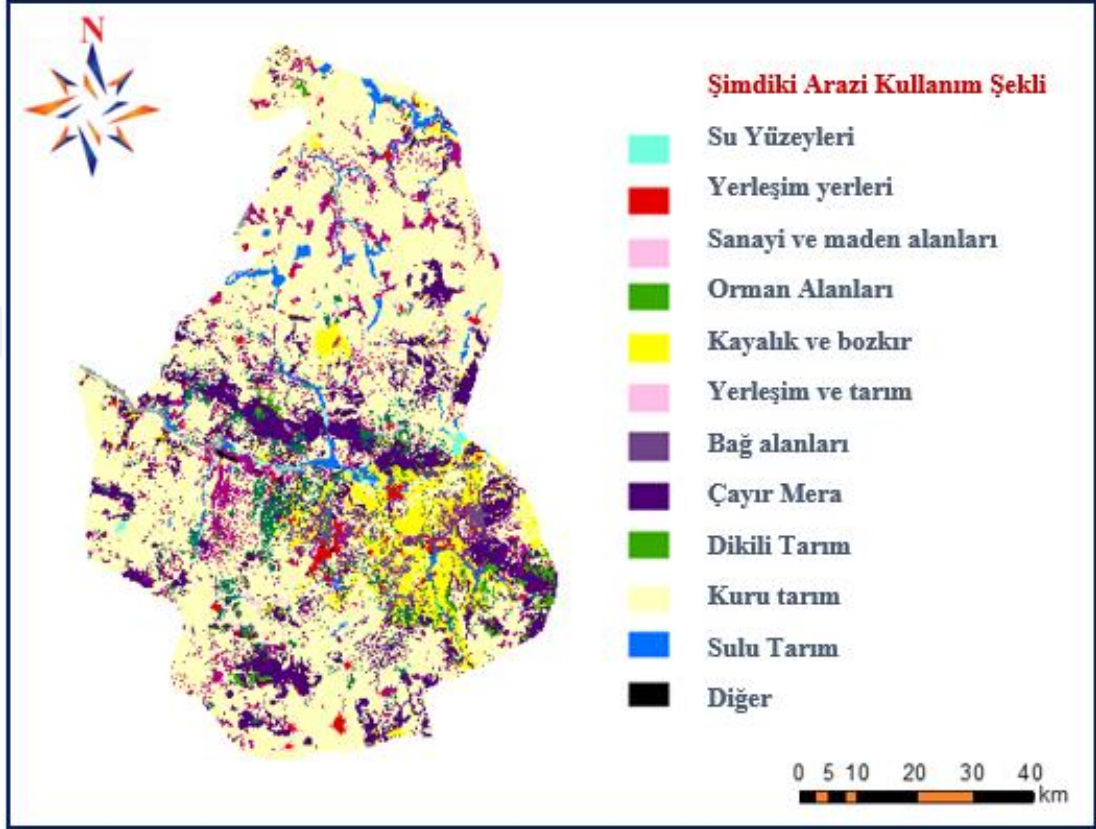 N
Şimdiki Arazi Kullanım Şekli
Su Yüzeyleri
Yerleşim yerleri
Sanayi ve maden alanları
Orman Alanları
Kayalık ve bozkır
Yerleşim ve tarım
Bağ alanları
Çayır Mera
Dikili Tarım
Kuru tarım
Sulu Tarım
Diğer
0 5 10 20 30 40
km